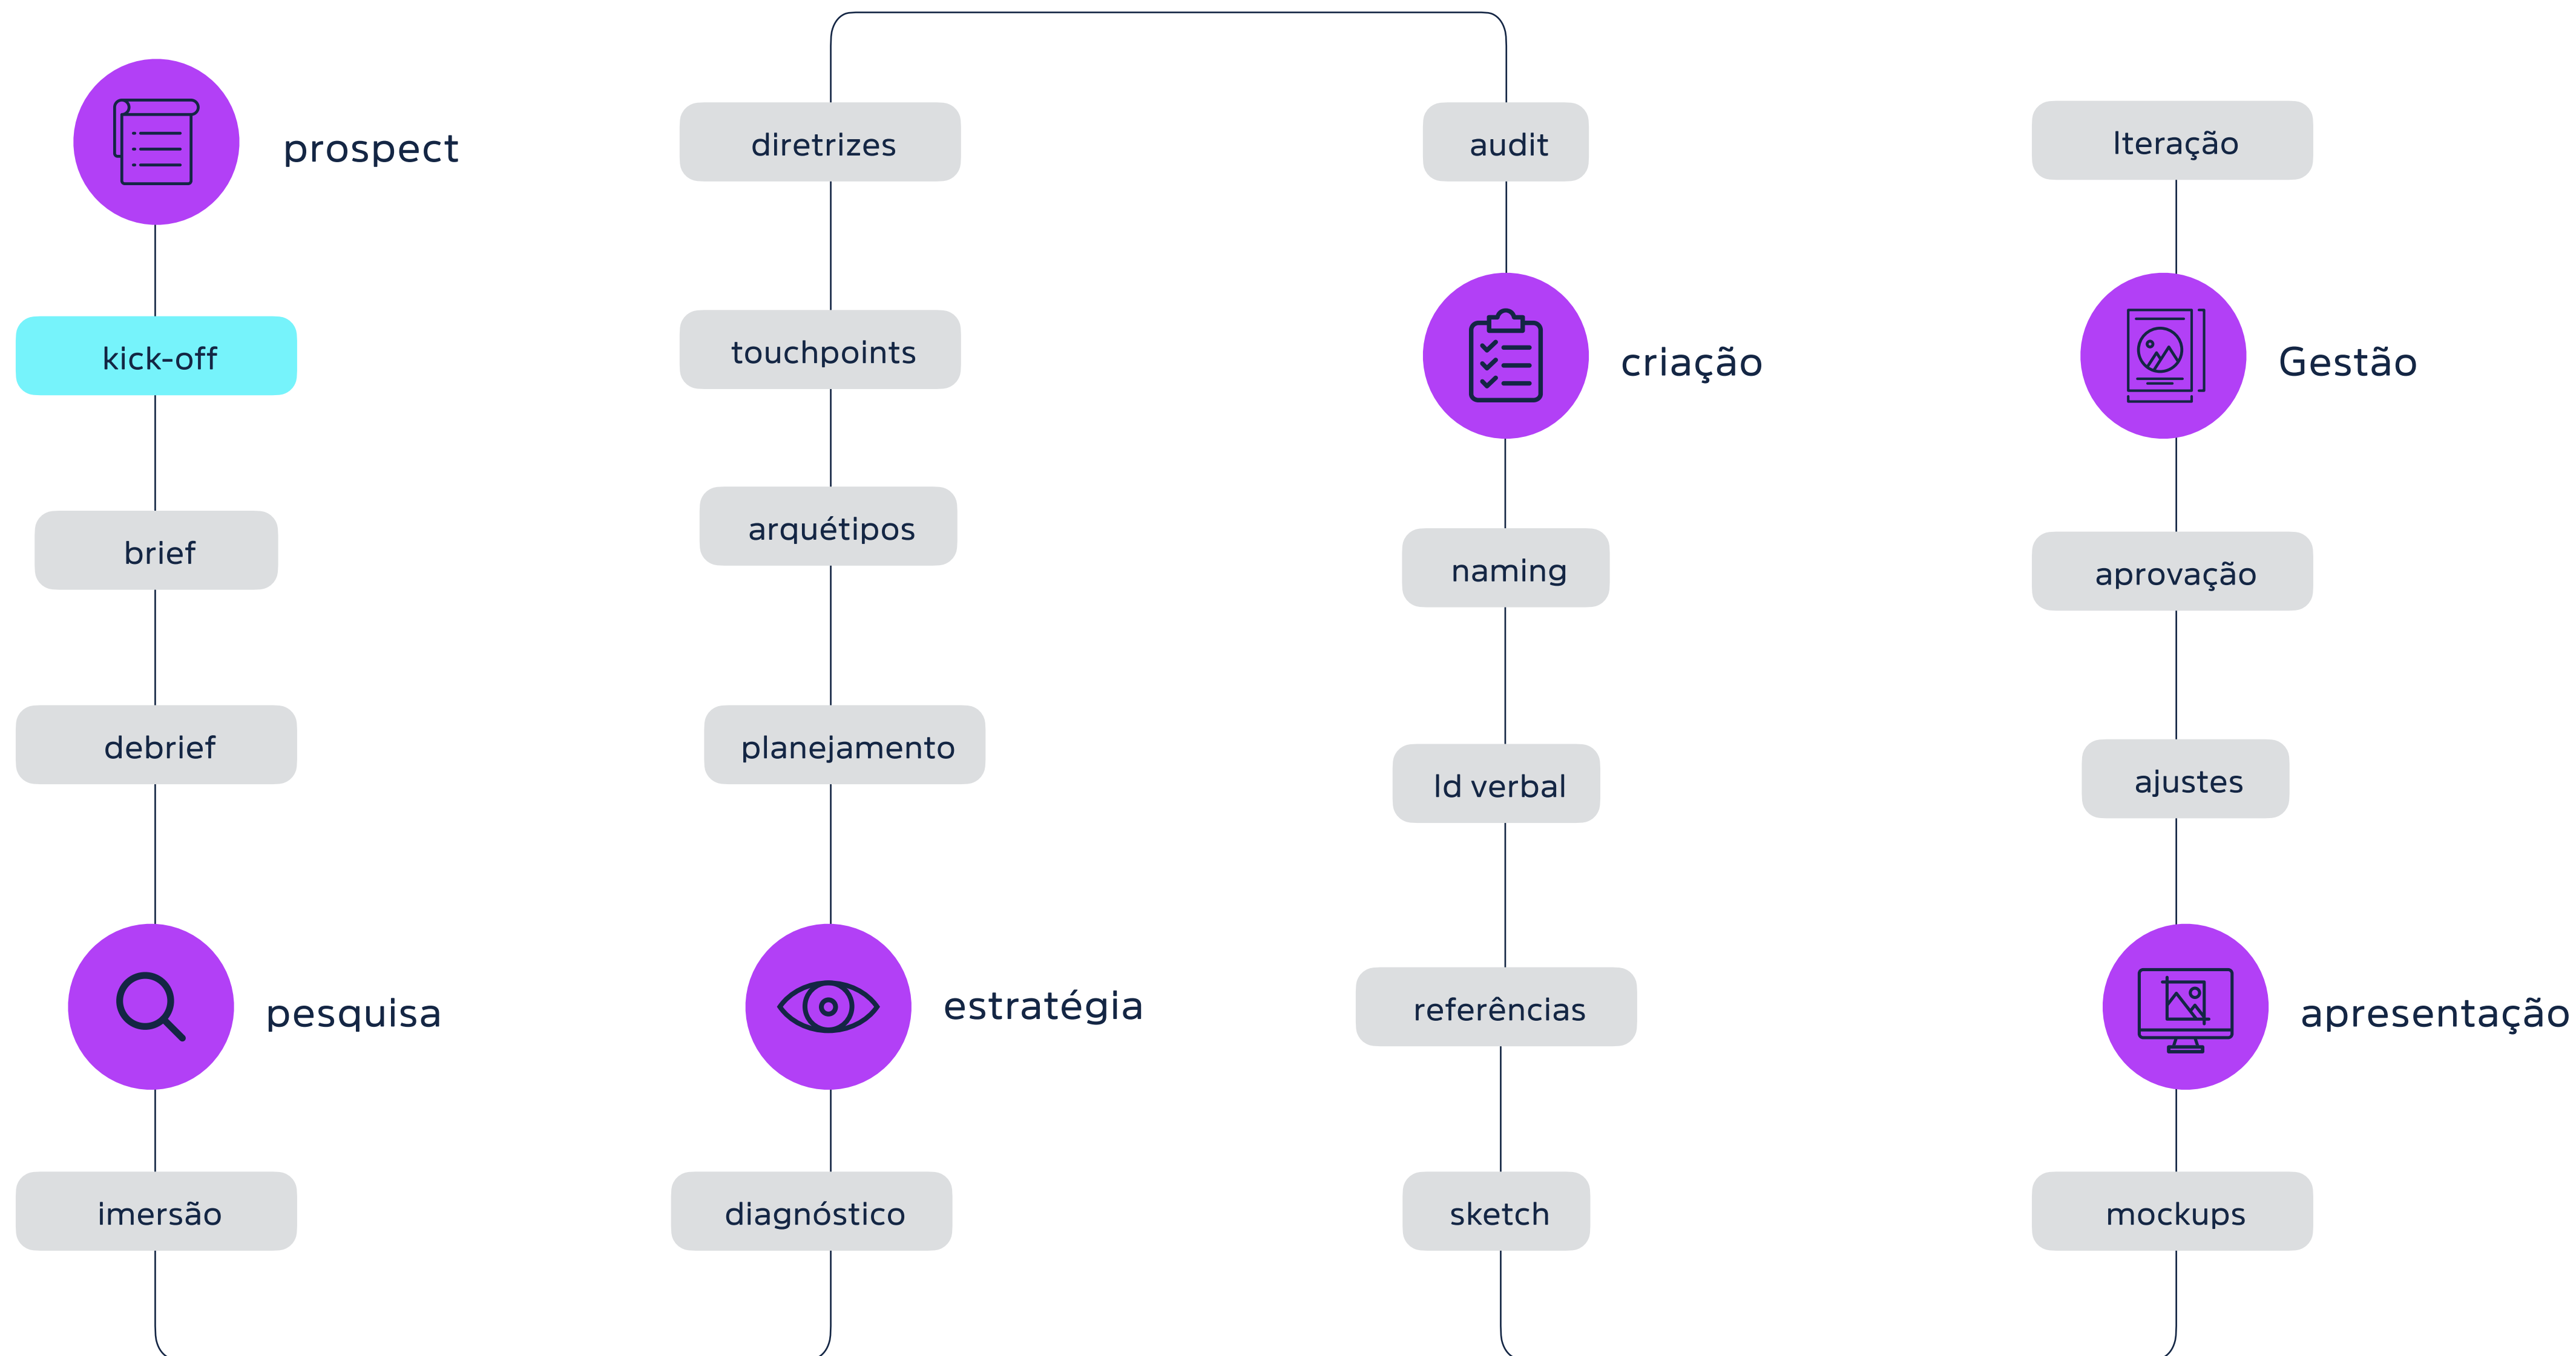 prospect
kick-off
brief
debrief
pesquisa
imersão
diagnóstico
estratégia
planejamento
arquétipos
touchpoints
diretrizes
audit
criação
naming
Id verbal
referências
sketch
mockups
apresentação
ajustes
aprovação
Gestão
Iteração